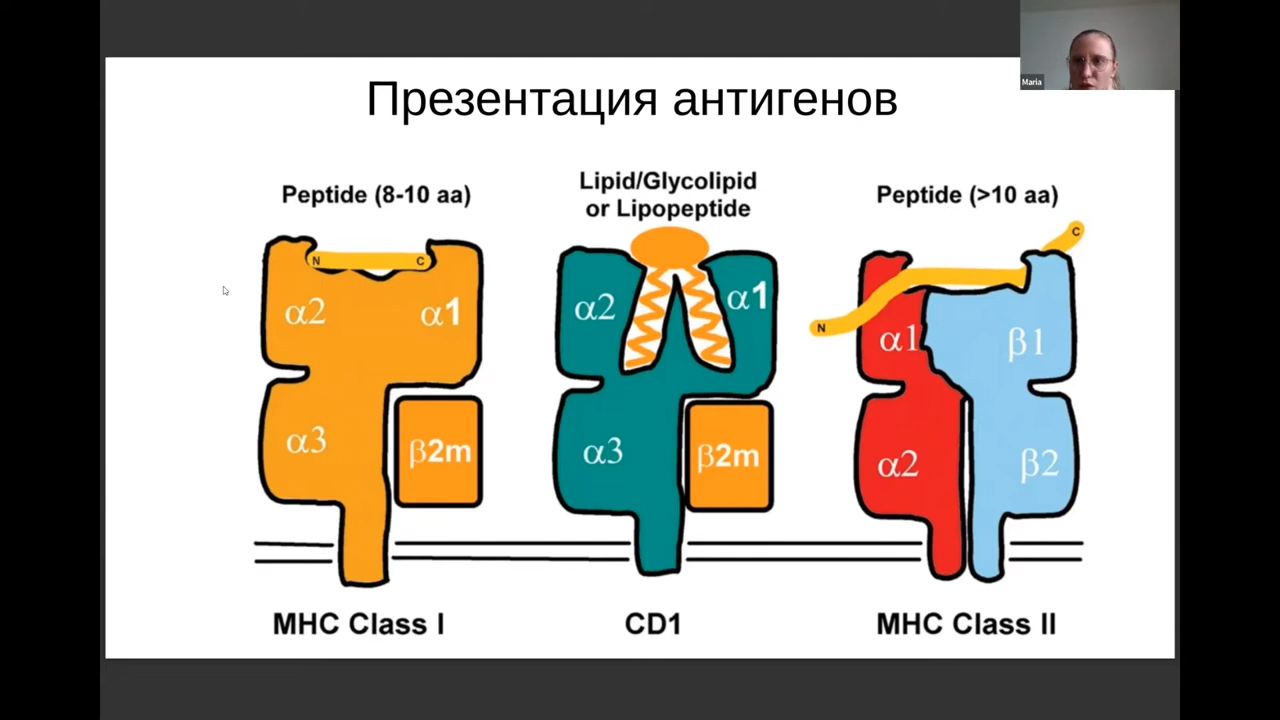 Maria
Презентация антигенов
Peptide (8-10 aa)
N
C
α2
α1
α3
β2m
MHC Class I
Lipid/Glycolipid
or Lipopeptide
α2
α1
α3
β2m
CD1
Peptide (>10 aa)
C
N
α1
β1
α2
β2
MHC Class II